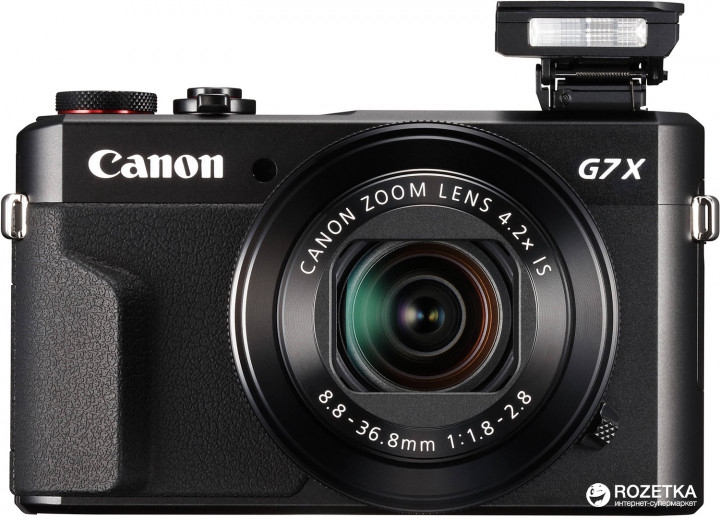 Canon
G7X
CANON ZOOM LENS 4.2x IS
8.8-36.8mm 1:1.8-2.8
ROZETKA
интернет-супермаркет